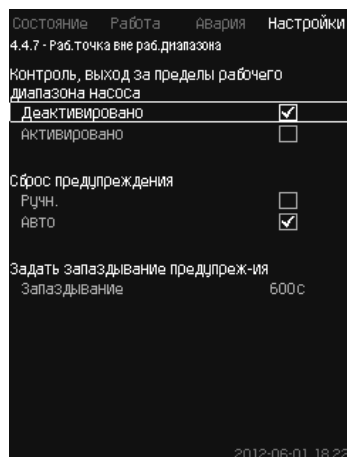 Состояние Работа Авария Настройки
4.4.7 - Раб.точка вне раб.диапазона
Контроль, выход за пределы рабочего
диапазона насоса
Деактивировано
Активировано
Сброс предупреждения
Ручн.
Авто
Задать запаздывание предупреж-ия
Запаздывание 600с
2012-06-01 18:22